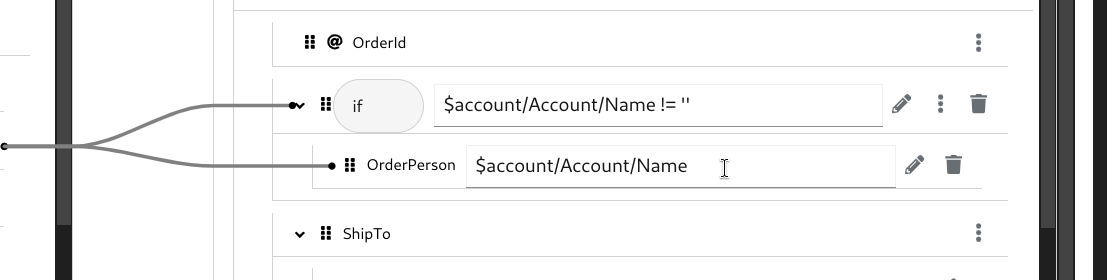 @ OrderId
if $account/Account/Name != ''
OrderPerson $account/Account/Name
ShipTo